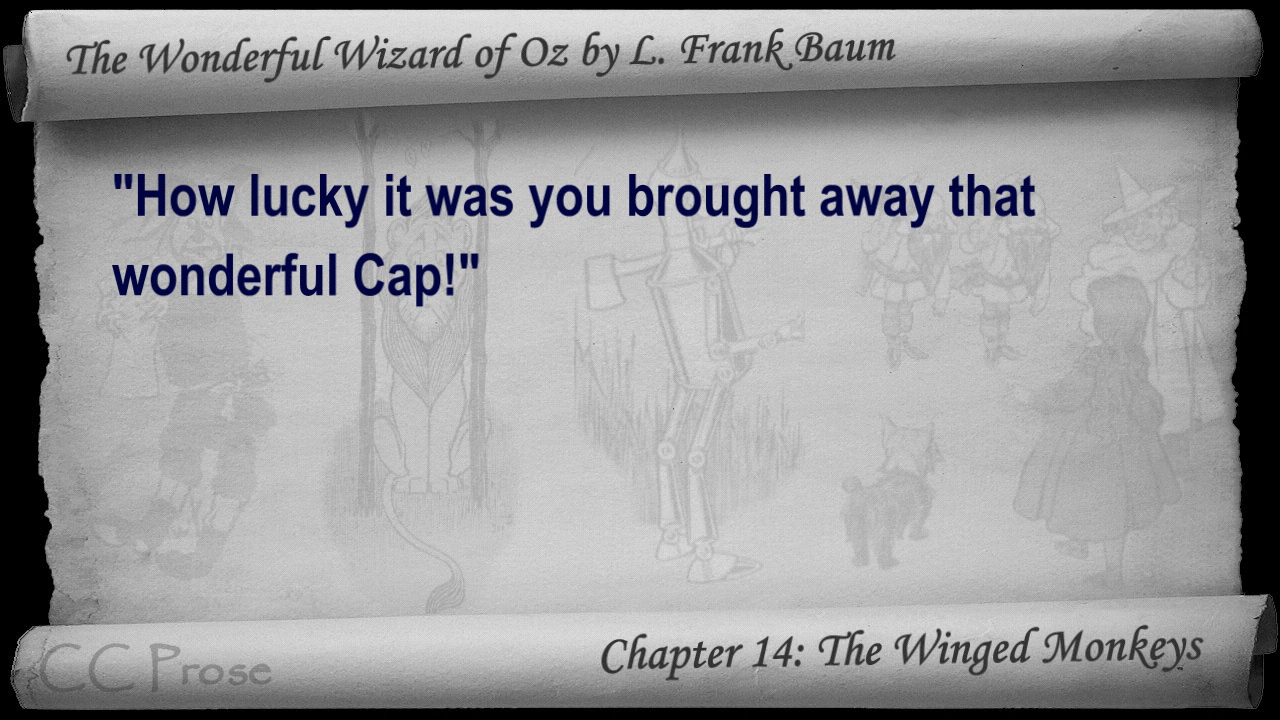 The Wonderful Wizard of Oz by L. Frank Baum
"How lucky it was you brought away that
wonderful Cap!"
Chapter 14: The Winged Monkeys
CC Prose